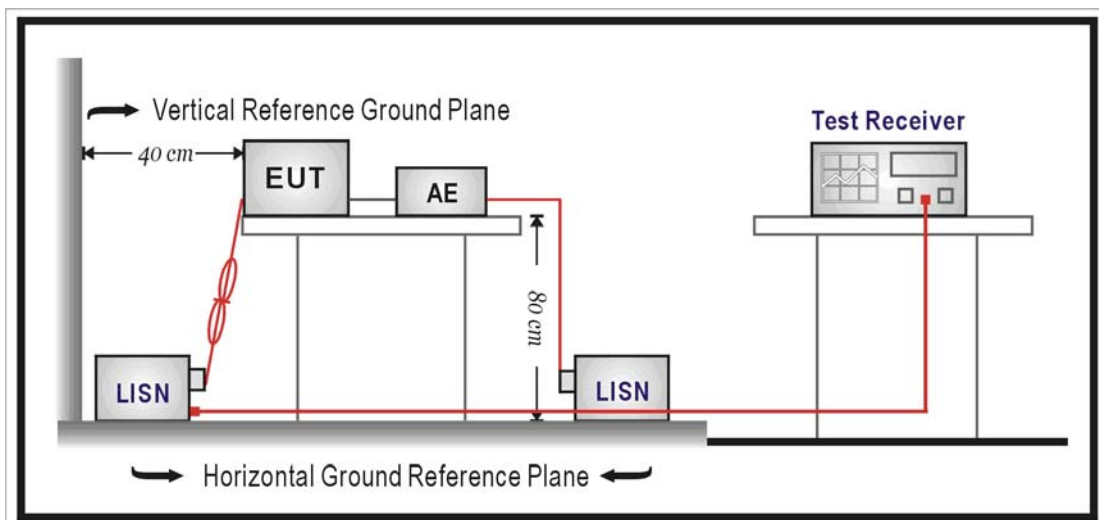 Vertical Reference Ground Plane
Test Receiver
40 cm
EUT
AE
80 cm
LISN
LISN
Horizontal Ground Reference Plane